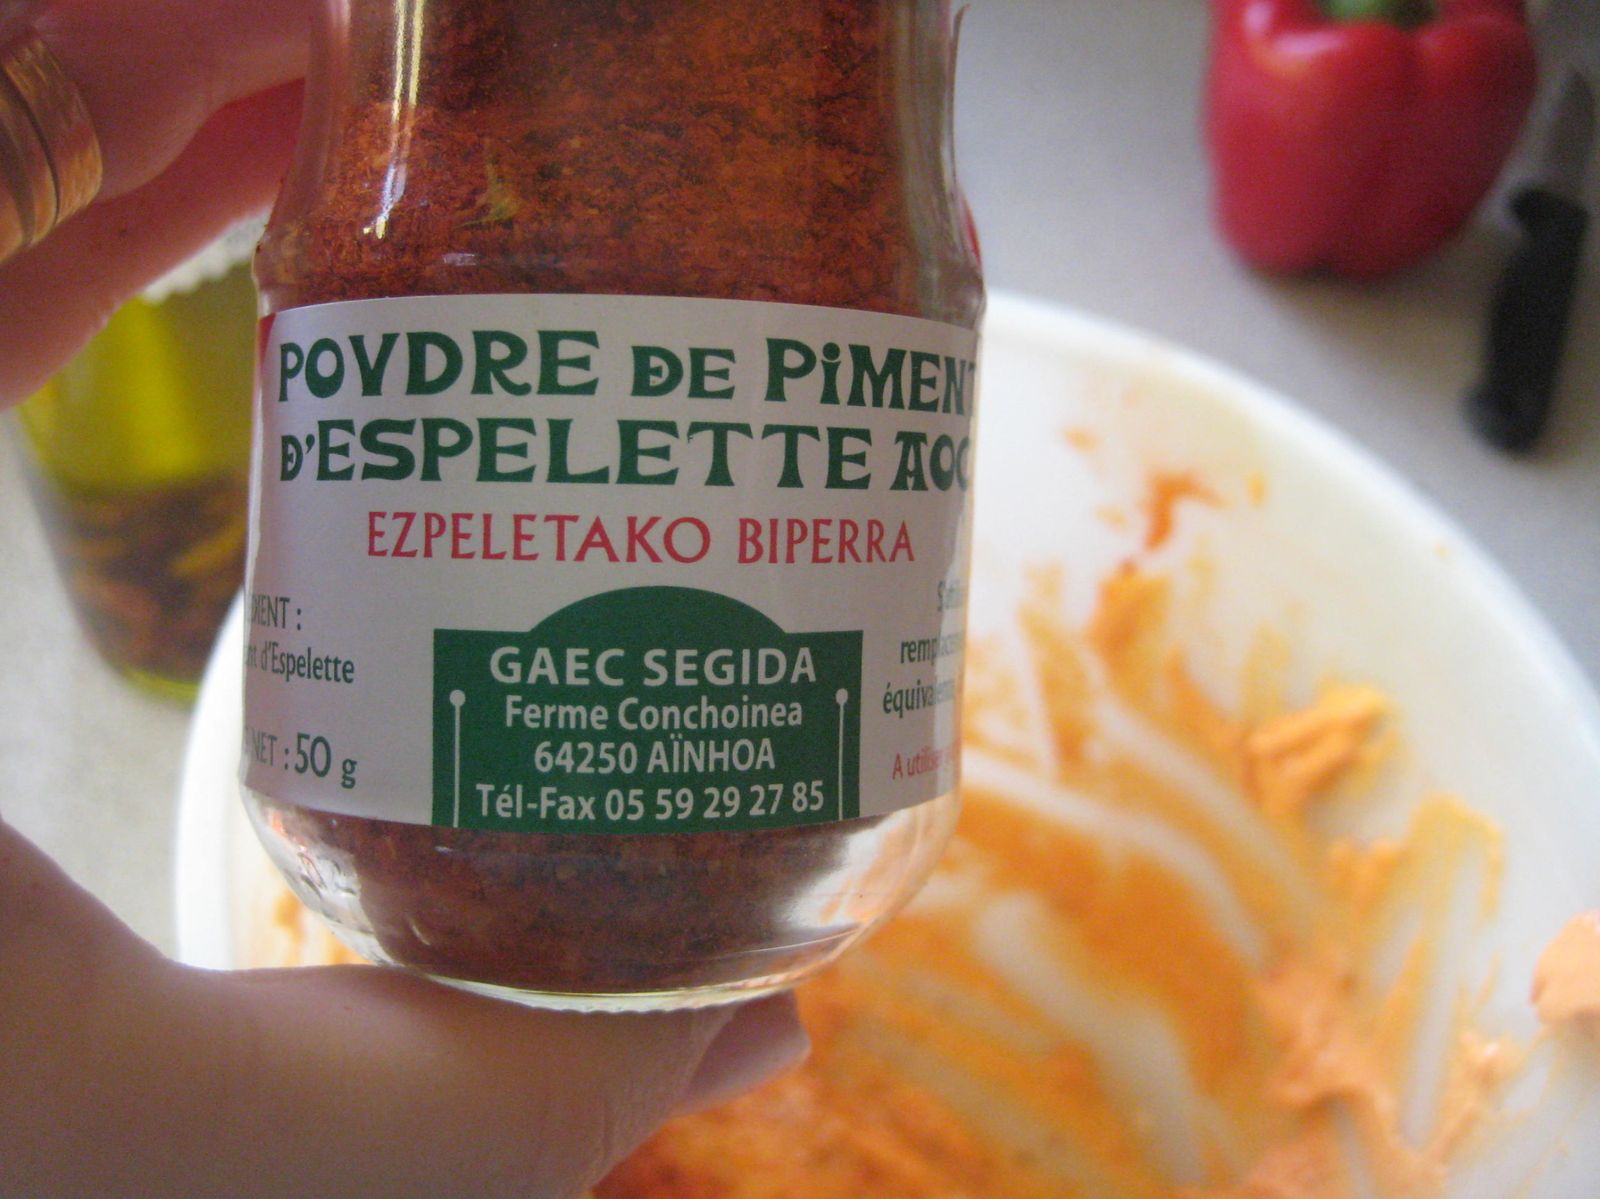 POVDRE DE PiMENT
D'ESPELETTE AOC
EZPELETAKO BIPERRA
d'Espelette
NET : 50 g
GAEC SEGIDA
Ferme Conchoinea
64250 AÏNHOA
Tél-Fax 05 59 29 27 85
A utiliser